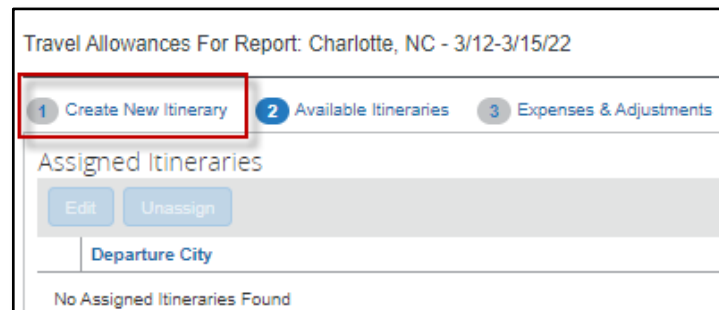 Travel Allowances For Report: Charlotte, NC - 3/12-3/15/22
1 Create New Itinerary 2 Available Itineraries 3 Expenses & Adjustments
Assigned Itineraries
Edit Unassign
Departure City
No Assigned Itineraries Found